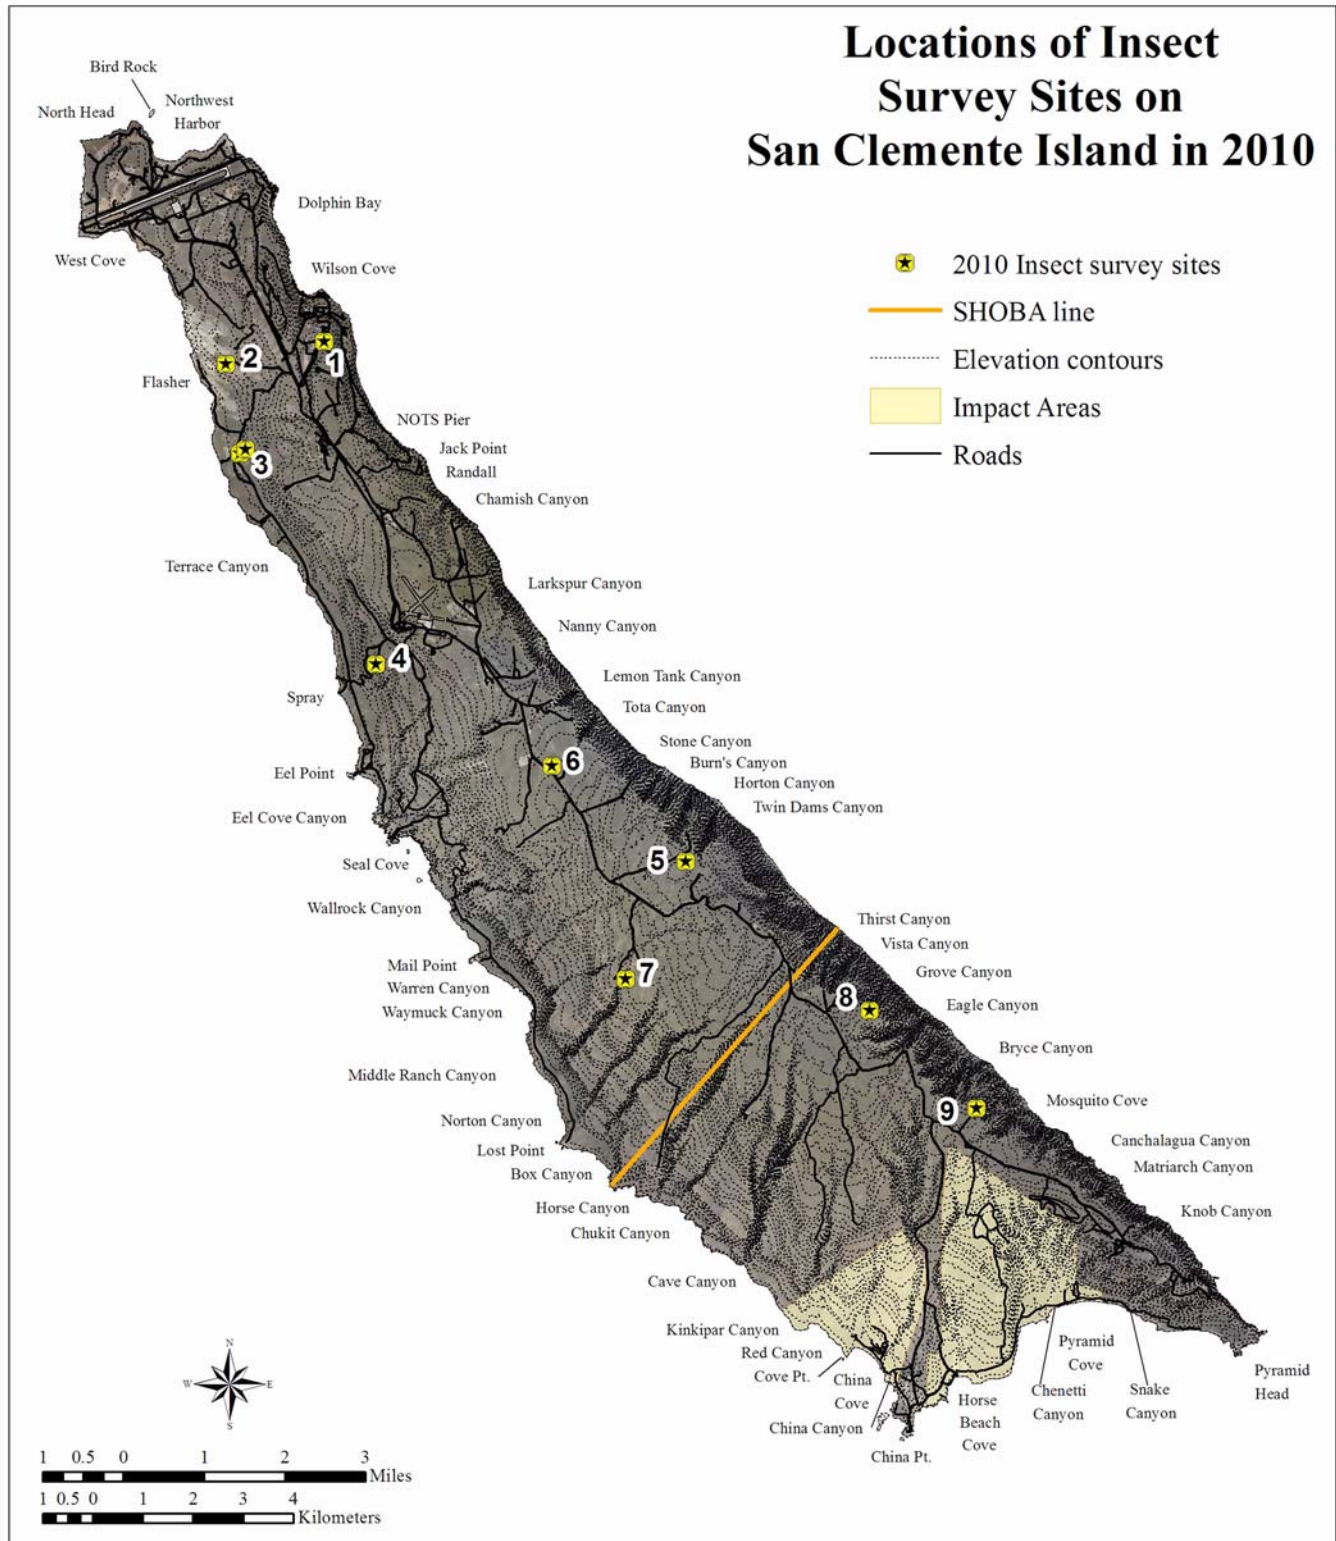 Locations of Insect
Survey Sites on
San Clemente Island in 2010
2010 Insect survey sites
SHOBA line
Elevation contours
Impact Areas
Roads
Bird Rock
North Head
Northwest
Harbor
Dolphin Bay
West Cove
Wilson Cove
1
2
Flasher
NOTS Pier
3
Jack Point
Randall
Chamish Canyon
Terrace Canyon
Larkspur Canyon
Nanny Canyon
4
Lemon Tank Canyon
Spray
Tota Canyon
Stone Canyon
6
Burn's Canyon
Eel Point
Horton Canyon
Twin Dams Canyon
Eel Cove Canyon
5
Seal Cove
Wallrock Canyon
Thirst Canyon
Vista Canyon
Mail Point
7
Grove Canyon
Warren Canyon
8
Eagle Canyon
Waymuck Canyon
Bryce Canyon
Middle Ranch Canyon
Mosquito Cove
9
Norton Canyon
Canchalagua Canyon
Lost Point
Matriarch Canyon
Box Canyon
Horse Canyon
Knob Canyon
Chukit Canyon
Cave Canyon
Kinkipar Canyon
Red Canyon
Cove Pt.
China
Cove
China Canyon
China Pt.
Horse
Beach
Cove
Pyramid
Cove
Chenetti
Canyon
Snake
Canyon
Pyramid
Head
N
W
E
S
1 0.5 0 1 2 3
Miles
1 0.5 0 1 2 3 4
Kilometers